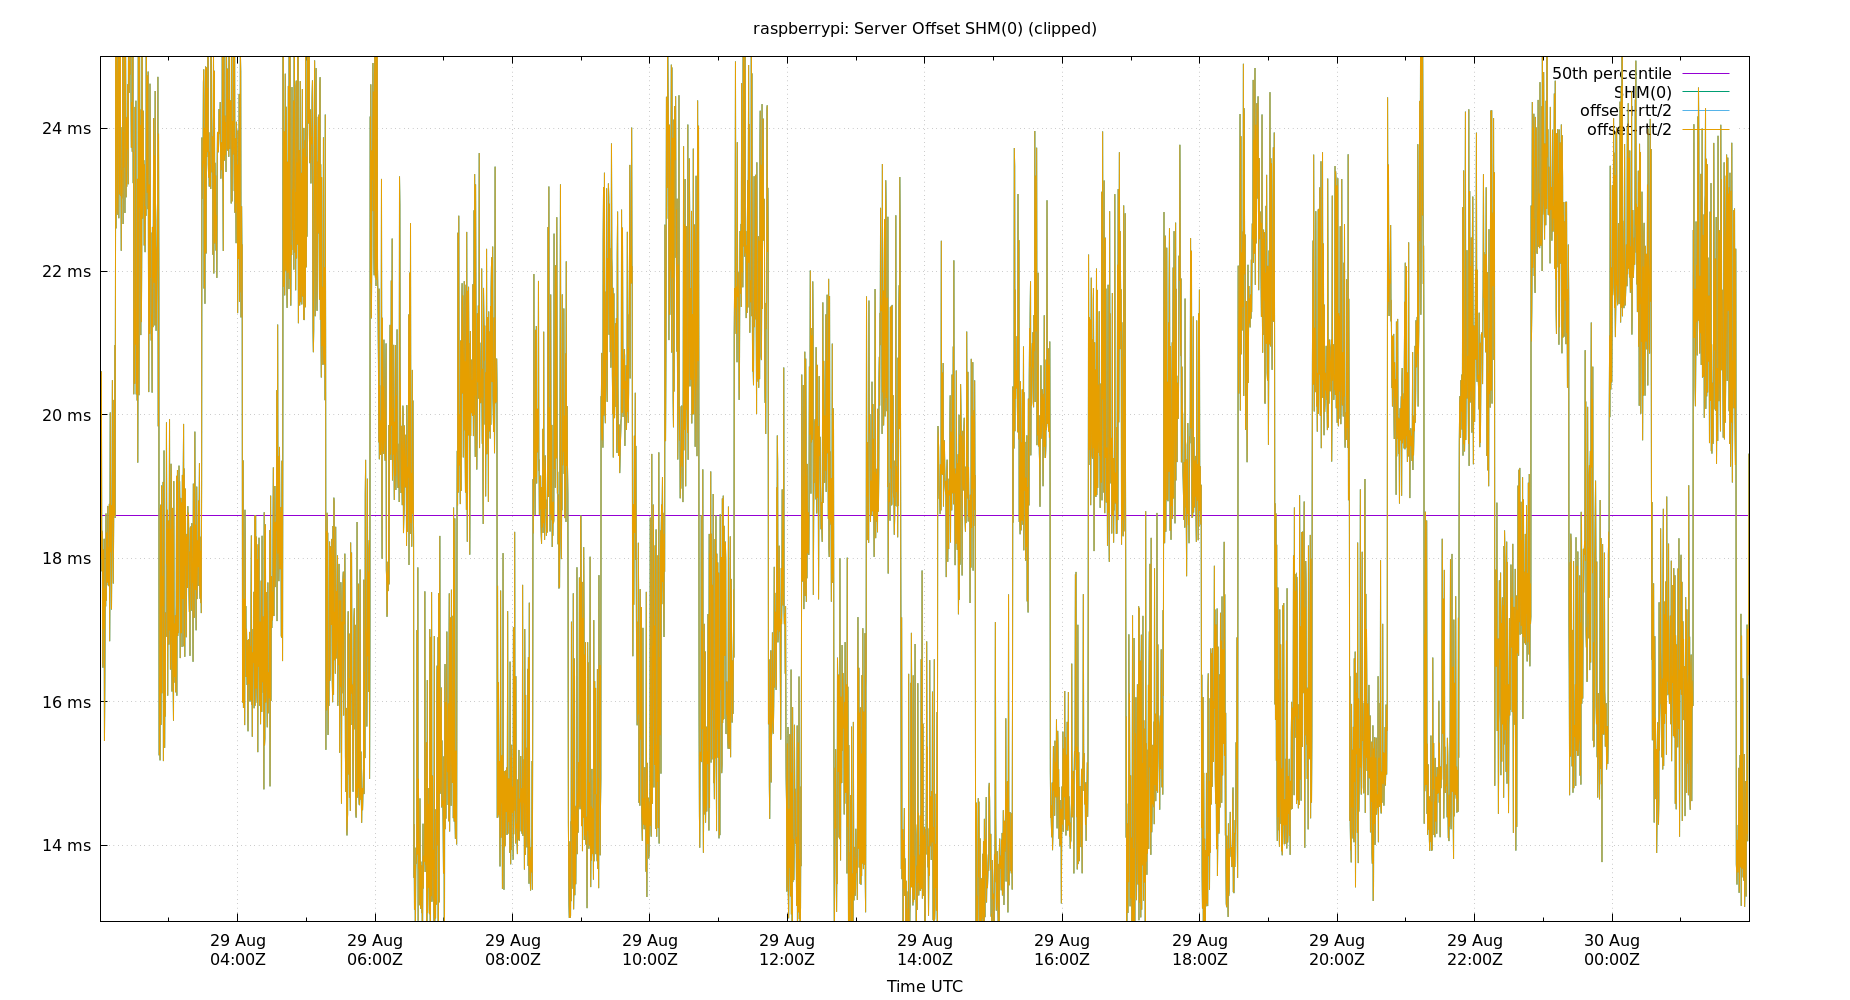 raspberrypi: Server Offset SHM(0) (clipped)
50th percentile
SHM(0)
offset-rtt/2
offset-rtt/2
24 ms
22 ms
20 ms
18 ms
16 ms
14 ms
29 Aug 29 Aug 29 Aug 29 Aug 29 Aug 29 Aug 29 Aug 29 Aug 29 Aug 29 Aug 30 Aug
04:00Z 06:00Z 08:00Z 10:00Z 12:00Z 14:00Z 16:00Z 18:00Z 20:00Z 22:00Z 00:00Z
Time UTC